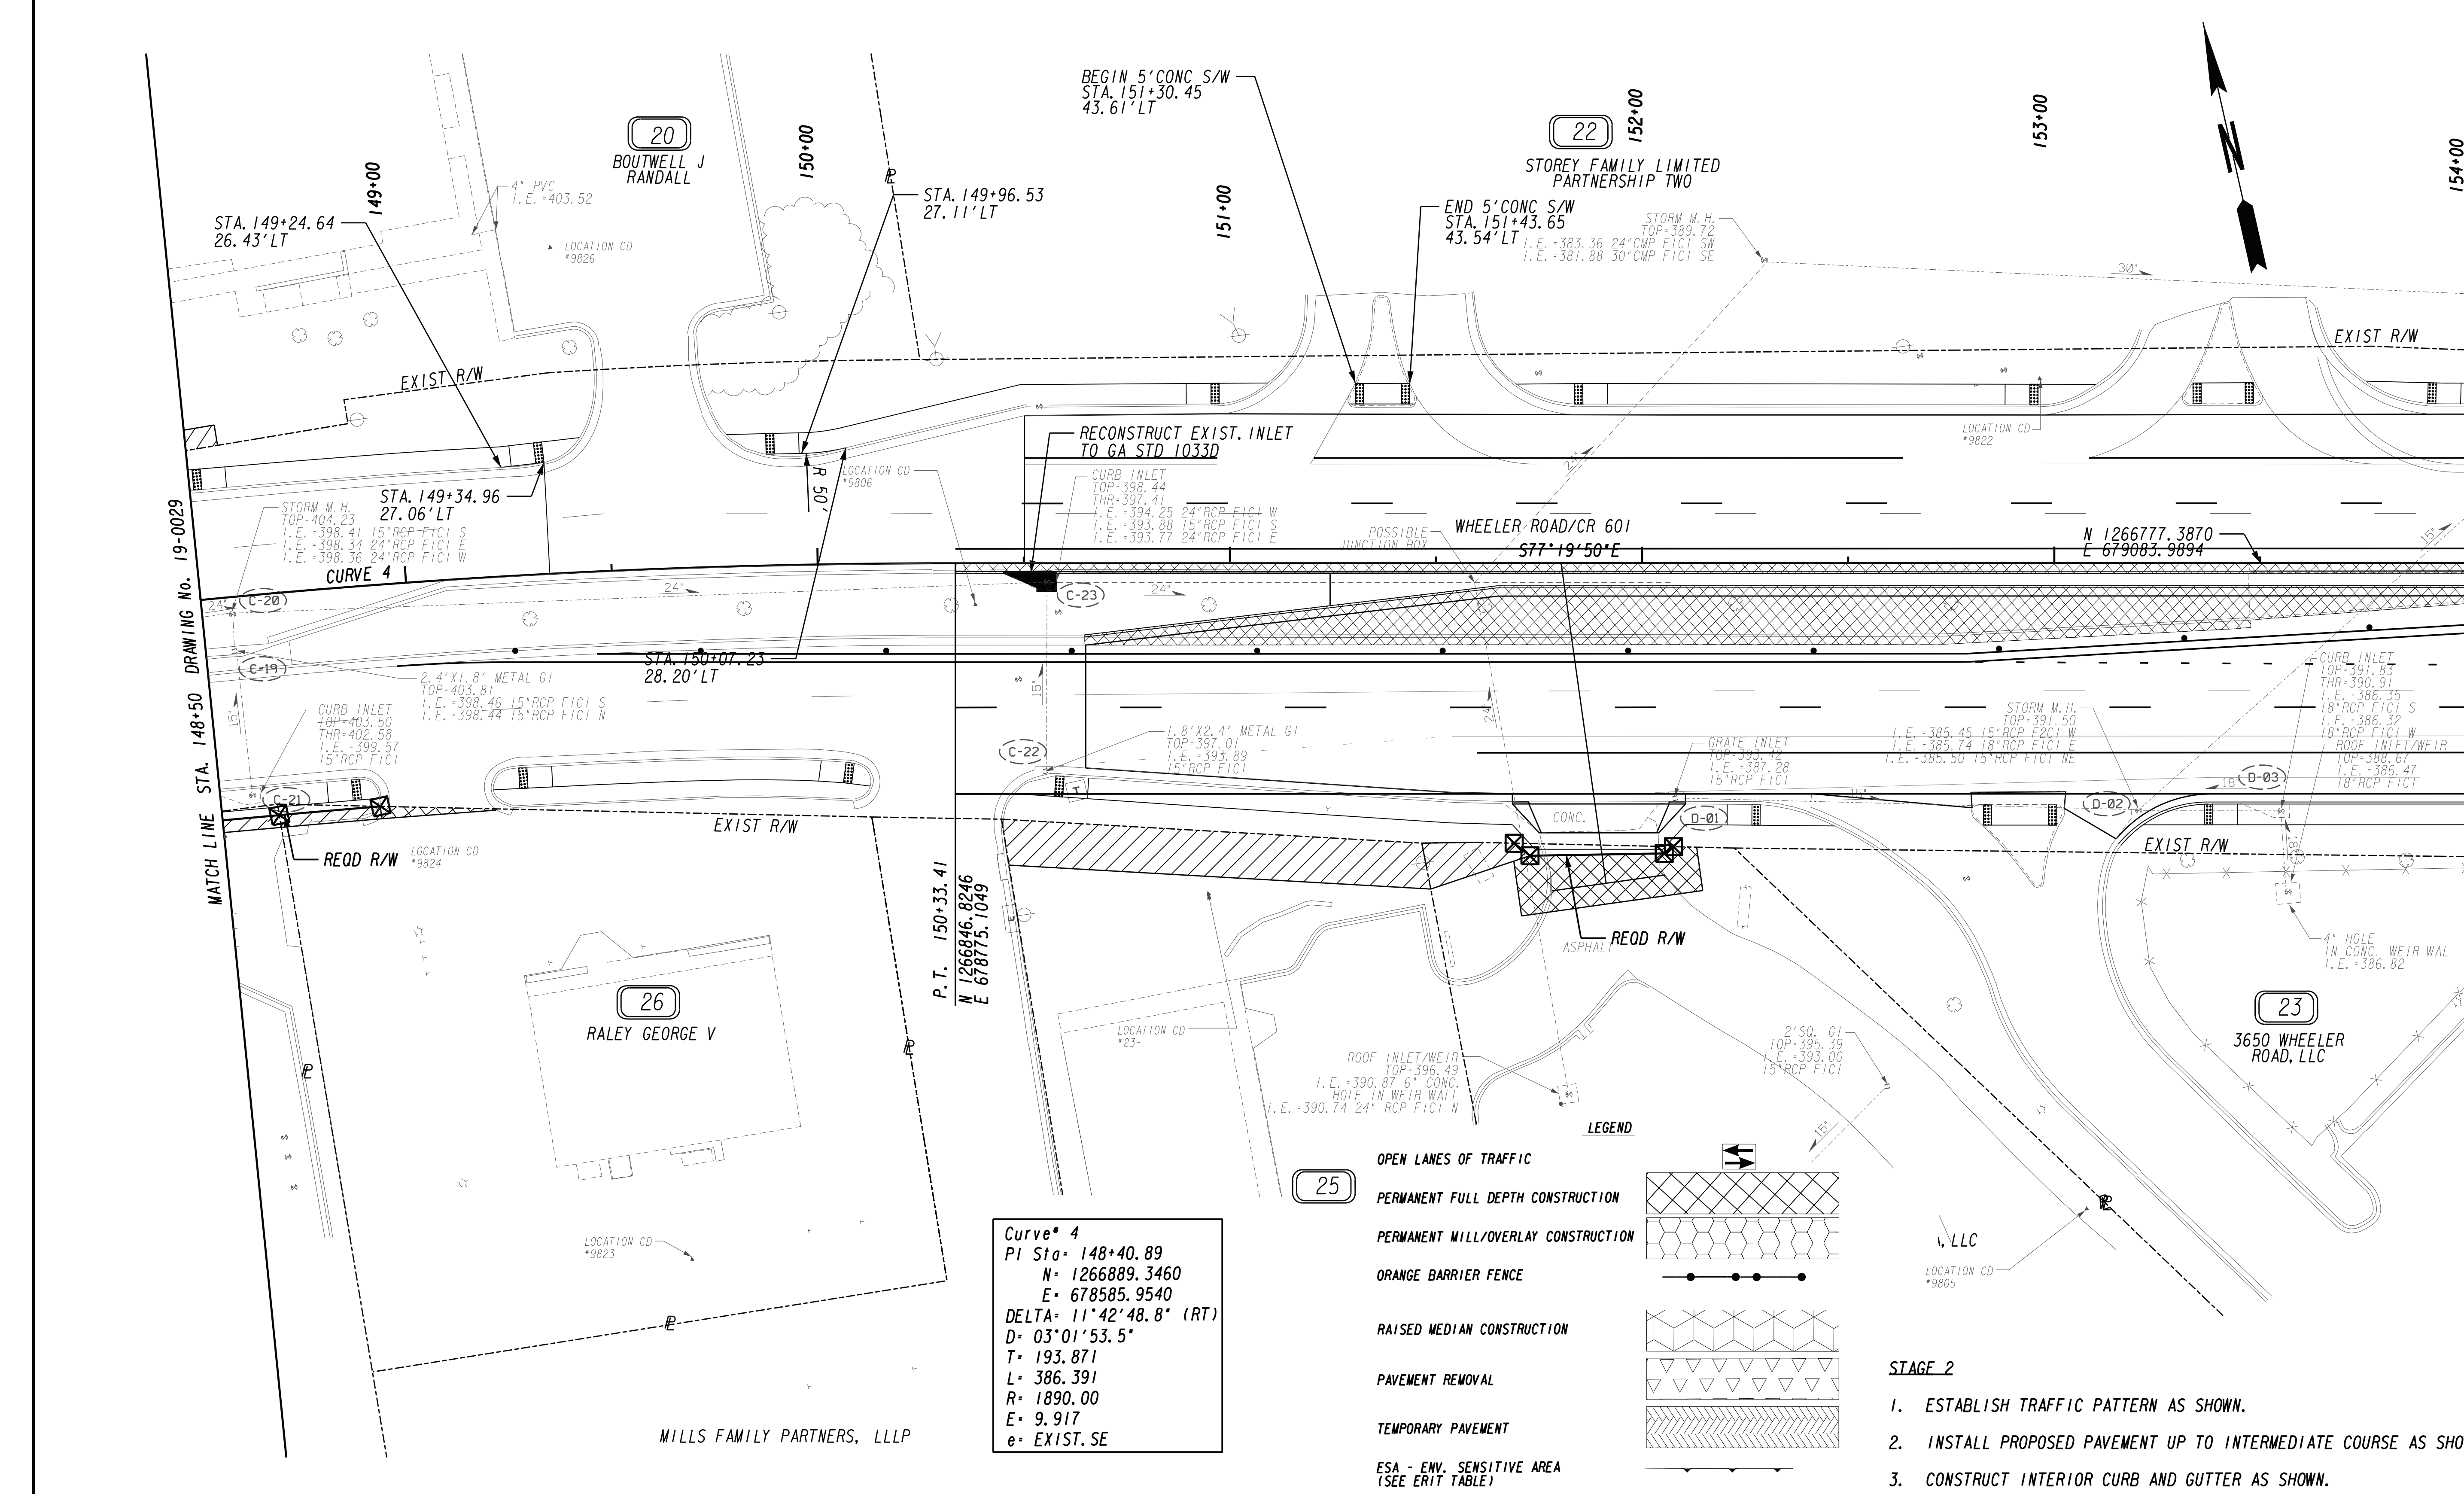 BEGIN 5'CONC S/W
STA. 151+30.45
43.61'LT
20
BOUTWELL J
RANDALL
22
STOREY FAMILY LIMITED
PARTNERSHIP TWO
149+00
150+00
151+00
152+00
153+00
154+00
N
4" PVC
I.E.=403.52
STA. 149+24.64
26.43'LT
LOCATION CD
*9826
STA. 149+96.53
27.11'LT
END 5'CONC S/W
STA. 151+43.65
43.54'LT
STORM M.H.
TOP=389.72
I.E.=383.36 24"CMP FICI SW
I.E.=381.88 30"CMP FICI SE
30"
EXIST R/W
EXIST R/W
RECONSTRUCT EXIST. INLET
TO GA STD 1033D
LOCATION CD
*9822
LOCATION CD
*9806
R 50'
24"
STA. 149+34.96
27.06'LT
STORM M.H.
TOP=404.23
I.E.=398.41 15"RCP FICI S
I.E.=398.34 24"RCP FICI E
I.E.=398.36 24"RCP FICI W
CURB INLET
TOP=398.44
THR=397.41
I.E.=394.25 24"RCP FICI W
I.E.=393.88 15"RCP FICI S
I.E.=393.77 24"RCP FICI E
POSSIBLE
JUNCTION BOX
WHEELER ROAD/CR 601
S77°19'50"E
N 1266777.3870
E 679083.9894
15"
CURVE 4
24"
C-20
24"
C-23
24"
C-19
STA. 150+07.23
28.20'LT
2.4'X1.8' METAL GI
TOP=403.81
I.E.=398.46 15"RCP FICI S
I.E.=398.44 15"RCP FICI N
15"
15"
24"
CURB INLET
TOP=391.83
THR=390.91
I.E.=386.35
18"RCP FICI S
I.E.=386.32
18"RCP FICI W
ROOF INLET/WEIR
TOP=388.67
I.E.=386.47
18"RCP FICI
CURB INLET
TOP=403.50
THR=402.58
I.E.=399.57
15"RCP FICI
C-22
1.8'X2.4' METAL GI
TOP=397.01
I.E.=393.89
15"RCP FICI
GRATE INLET
TOP=393.42
I.E.=387.28
15"RCP FICI
STORM M.H.
TOP=391.50
I.E.=385.45 15"RCP F2CI W
I.E.=385.74 18"RCP FICI E
I.E.=385.50 15"RCP FICI NE
C-21
T
CONC.
D-01
15"
D-02
18"
D-03
18"
EXIST R/W
EXIST R/W
REQD R/W
LOCATION CD
*9824
MATCH LINE STA. 148+50 DRAWING No. 19-0029
P.T. 150+33.41
N 1266846.8246
E 678775.1049
E
REQD R/W
ASPHALT
4" HOLE
IN CONC. WEIR WAL
I.E.=386.82
26
RALEY GEORGE V
23
3650 WHEELER
ROAD, LLC
LOCATION CD
*23-
ROOF INLET/WEIR
TOP=396.49
I.E.=390.87 6" CONC.
HOLE IN WEIR WALL
I.E.=390.74 24" RCP FICI N
2'SQ. GI
TOP=395.39
I.E.=393.00
15"RCP FICI
15"
25
LOCATION CD
*9823
, LLC
LOCATION CD
*9805
MILLS FAMILY PARTNERS, LLLP
Curve# 4
PI Sta= 148+40.89
N= 1266889.3460
E= 678585.9540
DELTA= 11°42'48.8" (RT)
D= 03°01'53.5"
T= 193.871
L= 386.391
R= 1890.00
E= 9.917
e= EXIST.SE
LEGEND
OPEN LANES OF TRAFFIC
PERMANENT FULL DEPTH CONSTRUCTION
PERMANENT MILL/OVERLAY CONSTRUCTION
ORANGE BARRIER FENCE
RAISED MEDIAN CONSTRUCTION
PAVEMENT REMOVAL
TEMPORARY PAVEMENT
ESA - ENV. SENSITIVE AREA
(SEE ERIT TABLE)
STAGE 2
1. ESTABLISH TRAFFIC PATTERN AS SHOWN.
2. INSTALL PROPOSED PAVEMENT UP TO INTERMEDIATE COURSE AS SHO
3. CONSTRUCT INTERIOR CURB AND GUTTER AS SHOWN.